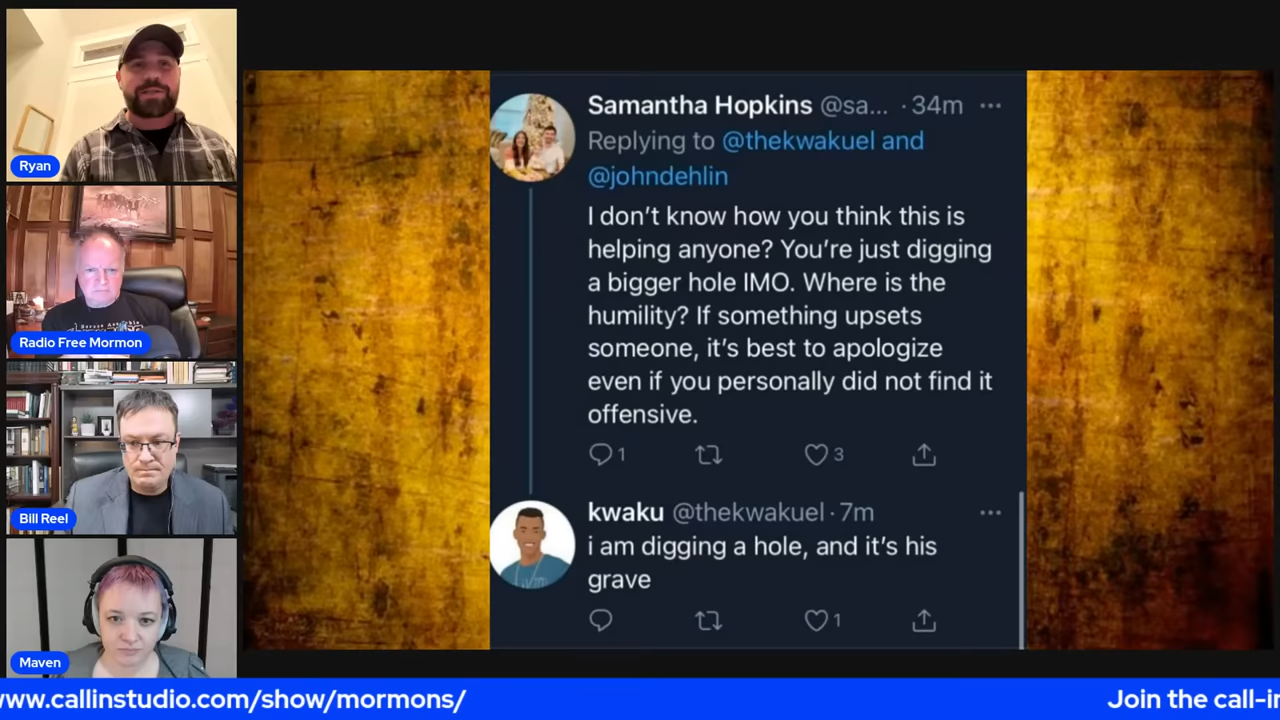 Ryan
Radio Free Mormon
Bill Reel
Maven
Samantha Hopkins @sa... · 34m
Replying to @thekwakuel and
@johndehlin
I don’t know how you think this is
helping anyone? You’re just digging
a bigger hole IMO. Where is the
humility? If something upsets
someone, it’s best to apologize
even if you personally did not find it
offensive.
1
3
kwaku @thekwakuel · 7m
i am digging a hole, and it’s his
grave
1
www.callinstudio.com/show/mormons/
Join the call-in